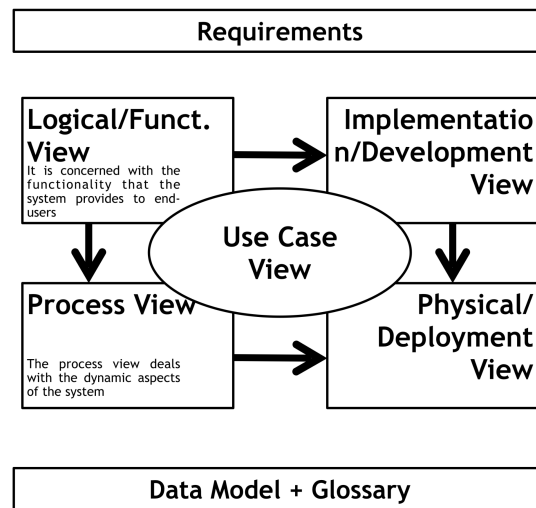 Requirements
Logical/Funct.
View
It is concerned with the
functionality that the
system provides to end-
users
Implementatio
n/Development
View
Use Case
View
Process View
The process view deals
with the dynamic aspects
of the system
Physical/
Deployment
View
Data Model + Glossary